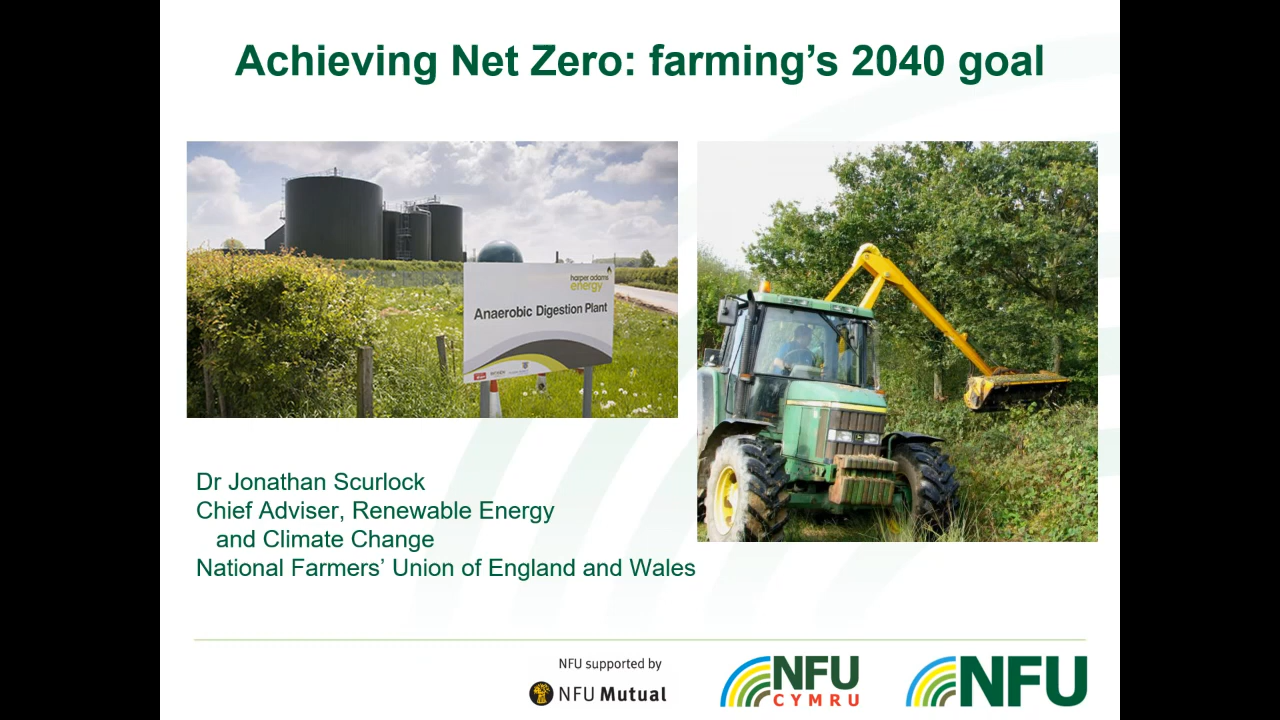 Achieving Net Zero: farming’s 2040 goal
harper adams
energy
Anaerobic Digestion Plant
Dr Jonathan Scurlock
Chief Adviser, Renewable Energy
and Climate Change
National Farmers’ Union of England and Wales
NFU supported by
NFU Mutual
NFU
CYMRU
NFU